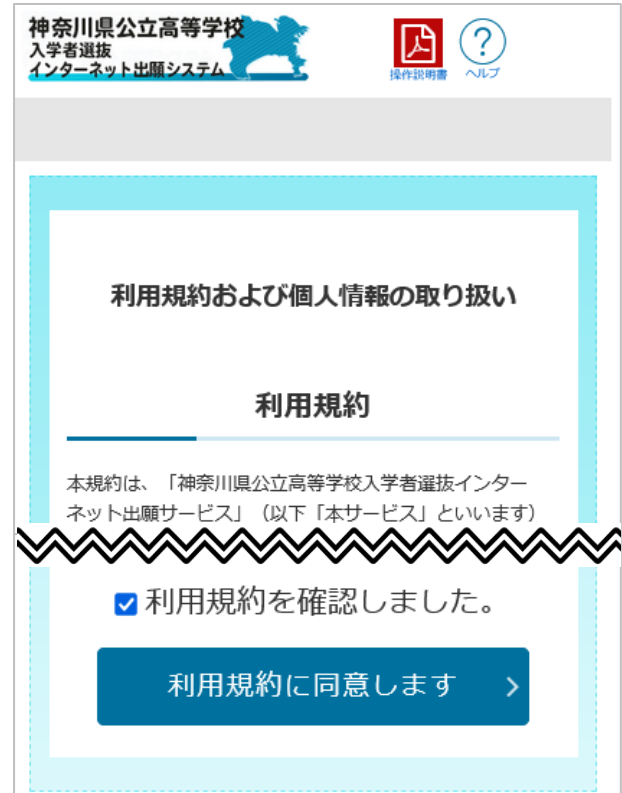 神奈川県公立高等学校
入学者選抜
インターネット出願システム
操作説明書
?
ヘルプ
利用規約および個人情報の取り扱い
利用規約
本規約は、「神奈川県公立高等学校入学者選抜インター
ネット出願サービス」（以下「本サービス」といいます）
利用規約を確認しました。
利用規約に同意します